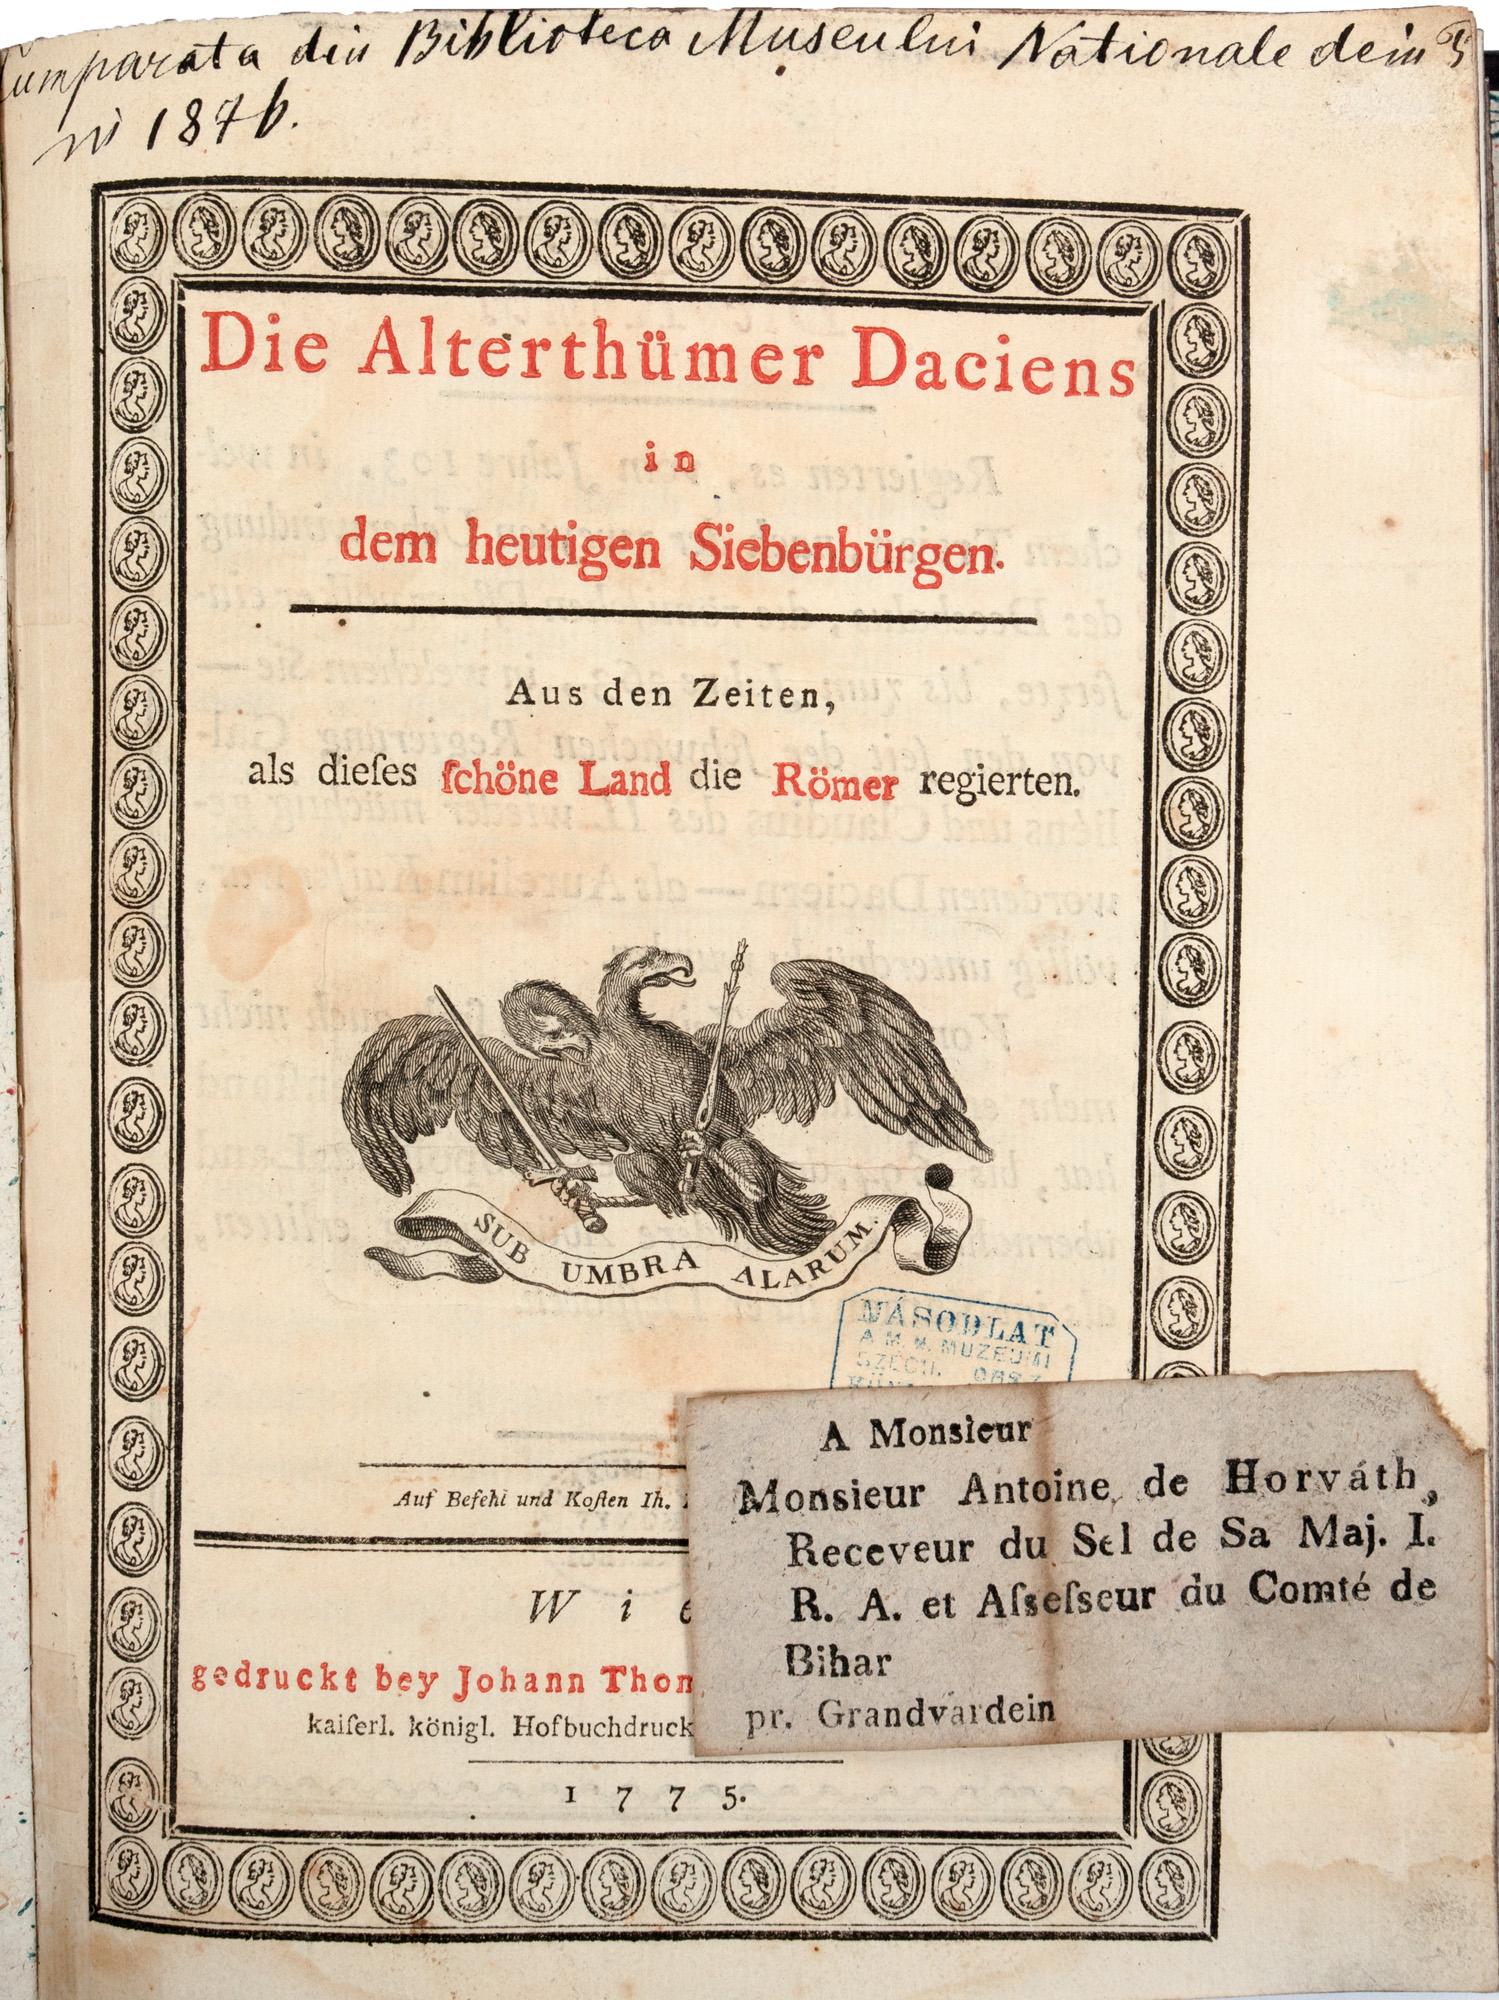 Cumparata din Biblioteca Museului Nationale dein
1876.
Die Alterthümer Daciens
in
dem heutigen Siebenbürgen.
Aus den Zeiten,
als dieſes ſchöne Land die Römer regierten.
SUB UMBRA ALARUM.
MÁSODLAT
A M. N. MUZEUMI
SZÉCH. ORSZ.
Auf Befehl und Koſten Ih.
A Monsieur
Monsieur Antoine de Horváth,
Receveur du Sel de Sa Maj. I.
R. A. et Aſseſseur du Comté de
Bihar
pr. Grandvardein
W i e
gedruckt bey Johann Thom
kaiſerl. königl. Hofbuchdruck
1775.